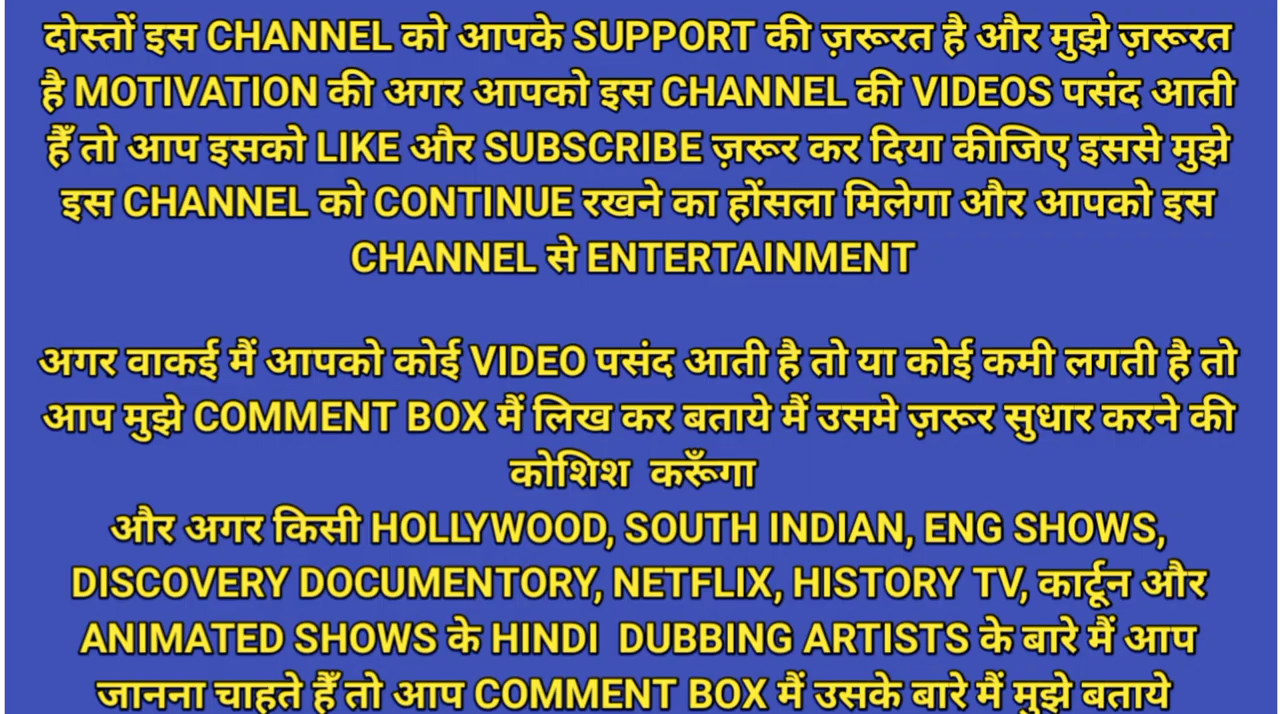 दोस्तों इस CHANNEL को आपके SUPPORT की ज़रूरत है और मुझे ज़रूरत
है MOTIVATION की अगर आपको इस CHANNEL की VIDEOS पसंद आती
हैँ तो आप इसको LIKE और SUBSCRIBE ज़रूर कर दिया कीजिए इससे मुझे
इस CHANNEL को CONTINUE रखने का होंसला मिलेगा और आपको इस
CHANNEL से ENTERTAINMENT
अगर वाकई मैं आपको कोई VIDEO पसंद आती है तो या कोई कमी लगती है तो
आप मुझे COMMENT BOX मैं लिख कर बताये मैं उसमे ज़रूर सुधार करने की
कोशिश करूँगा
और अगर किसी HOLLYWOOD, SOUTH INDIAN, ENG SHOWS,
DISCOVERY DOCUMENTORY, NETFLIX, HISTORY TV, कार्टून और
ANIMATED SHOWS के HINDI DUBBING ARTISTS के बारे मैं आप
जानना चाहते हैँ तो आप COMMENT BOX मैं उसके बारे मैं मुझे बताये